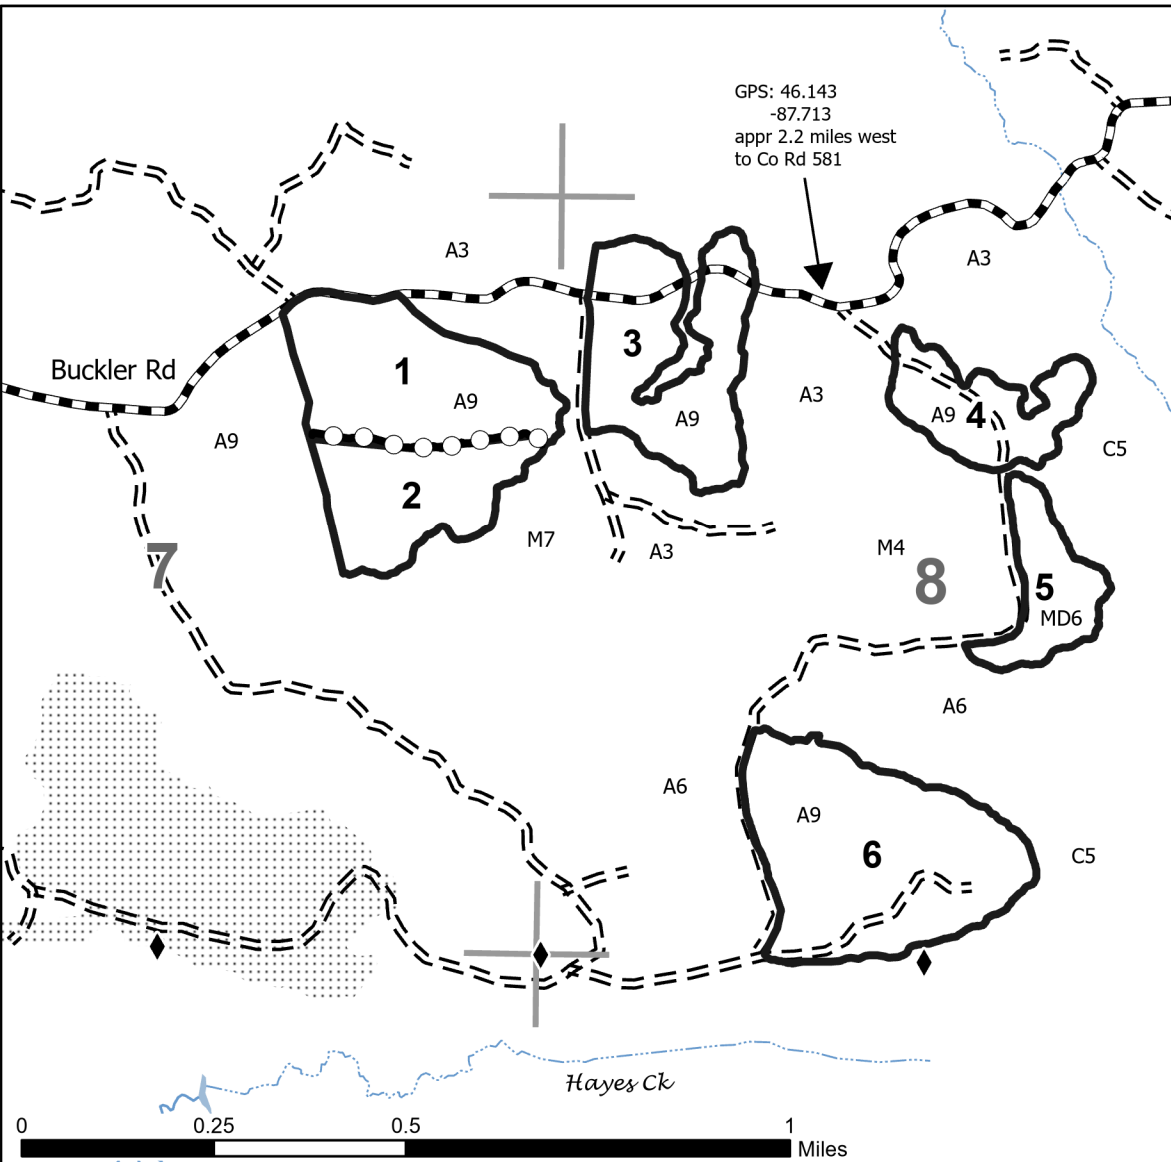 GPS: 46.143
-87.713
appr 2.2 miles west
to Co Rd 581
A3
A3
3
Buckler Rd
1
A9
A3
A9
4
A9
A9
C5
2
M7
A3
M4
7
8
5
MD6
A6
A6
A9
6
C5
Hayes Ck
0 0.25 0.5 1
Miles